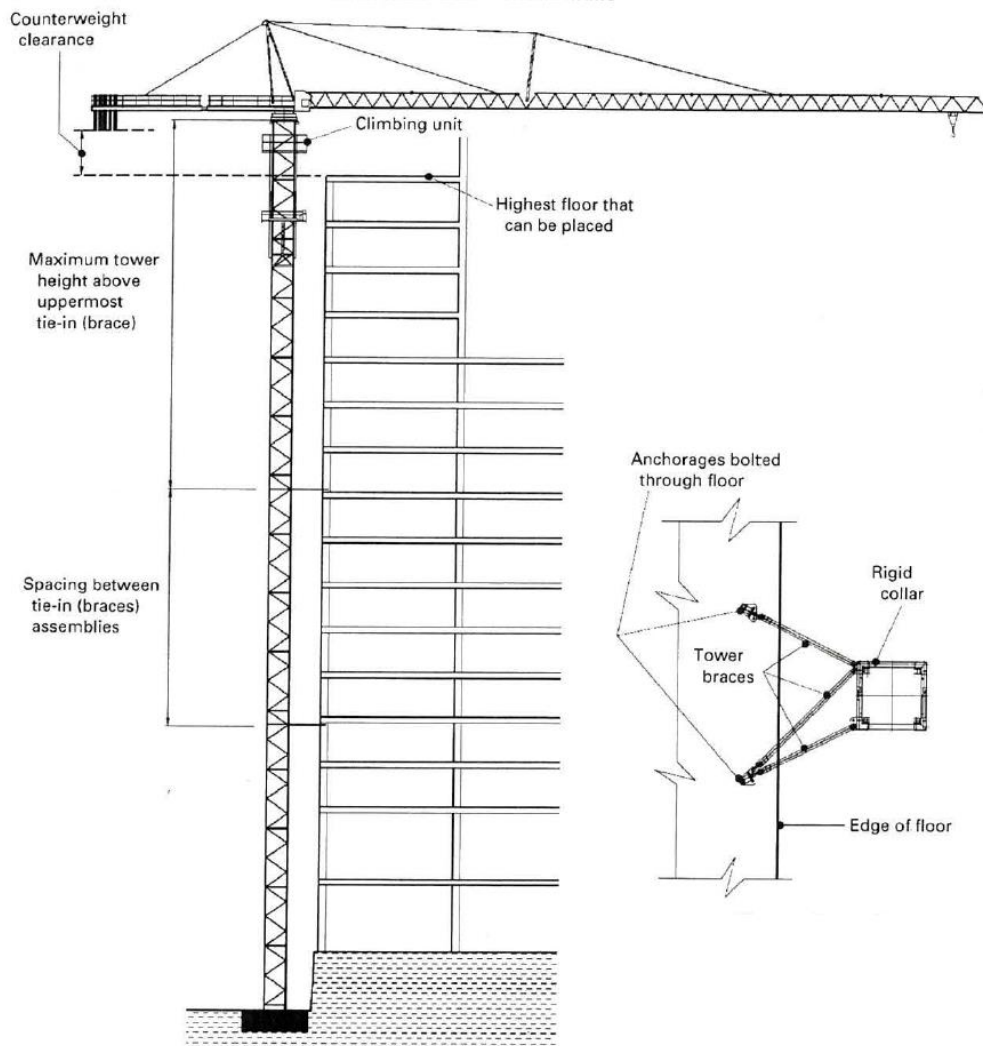 Counterweight
clearance
Climbing unit
Highest floor that
can be placed
Maximum tower
height above
uppermost
tie-in (brace)
Anchorages bolted
through floor
Spacing between
tie-in (braces)
assemblies
Rigid
collar
Tower
braces
Edge of floor